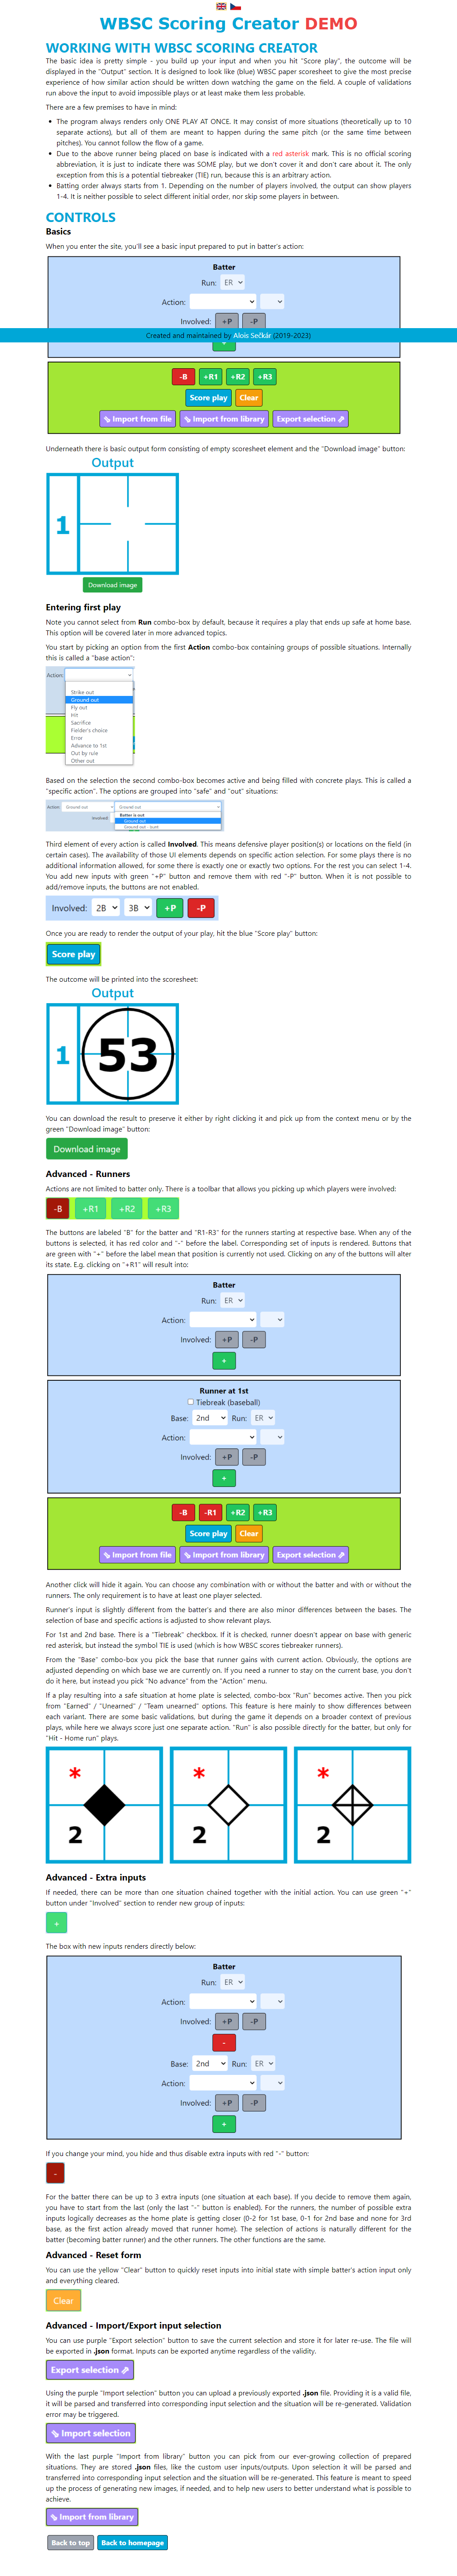 WBSC Scoring Creator DEMO
WORKING WITH WBSC SCORING CREATOR
The basic idea is pretty simple - you build up your input and when you hit "Score play", the outcome will be
displayed in the "Output" section. It is designed to look like (blue) WBSC paper scoresheet to give the most precise
experience of how similar action should be written down watching the game on the field. A couple of validations
run above the input to avoid impossible plays or at least make them less probable.
There are a few premises to have in mind:
The program always renders only ONE PLAY AT ONCE. It may consist of more situations (theoretically up to 10
separate actions), but all of them are meant to happen during the same pitch (or the same time between
pitches). You cannot follow the flow of a game.
Due to the above runner being placed on base is indicated with a red asterisk mark. This is no official scoring
abbreviation, it is just to indicate there was SOME play, but we don't cover it and don't care about it. The only
exception from this is a potential tiebreaker (TIE) run, because this is an arbitrary action.
Batting order always starts from 1. Depending on the number of players involved, the output can show players
1-4. It is neither possible to select different initial order, nor skip some players in between.
CONTROLS
Basics
When you enter the site, you'll see a basic input prepared to put in batter's action:
Batter
Run: ER
Action:
Involved: +P -P
Created and maintained by Alois Sečkár (2019-2023)
+
-B +R1 +R2 +R3
Score play Clear
Import from file Import from library Export selection
Underneath there is basic output form consisting of empty scoresheet element and the "Download image" button:
Output
1
Download image
Entering first play
Note you cannot select from Run combo-box by default, because it requires a play that ends up safe at home base.
This option will be covered later in more advanced topics.
You start by picking an option from the first Action combo-box containing groups of possible situations. Internally
this is called a "base action":
Action:
Strike out
Ground out
Fly out
Hit
Sacrifice
Fielder's choice
Error
Advance to 1st
Out by rule
Other out
Based on the selection the second combo-box becomes active and being filled with concrete plays. This is called a
"specific action". The options are grouped into "safe" and "out" situations:
Action: Ground out Ground out
Batter is out
Ground out
Involved: Ground out - sure
Third element of every action is called Involved. This means defensive player position(s) or locations on the field (in
certain cases). The availability of those UI elements depends on specific action selection. For some plays there is no
additional information allowed, for some there is exactly one or exactly two options. For the rest you can select 1-4.
You add new inputs with green "+P" button and remove them with red "-P" button. When it is not possible to
add/remove inputs, the buttons are not enabled.
Involved: 2B 3B +P -P
Once you are ready to render the output of your play, hit the blue "Score play" button:
Score play
The outcome will be printed into the scoresheet:
Output
1 53
You can download the result to preserve it either by right clicking it and pick up from the context menu or by the
green "Download image" button:
Download image
Advanced - Runners
Actions are not limited to batter only. There is a toolbar that allows you picking up which players were involved:
-B +R1 +R2 +R3
The buttons are labeled "B" for the batter and "R1-R3" for the runners starting at respective base. When any of the
buttons is selected, it has red color and "-" before the label. Corresponding set of inputs is rendered. Buttons that
are green with "+" before the label mean that position is currently not used. Clicking on any of the buttons will alter
its state. E.g. clicking on "+R1" will result into:
Batter
Run: ER
Action:
Involved: +P -P
+
Runner at 1st
Tiebreak (baseball)
Base: 2nd Run: ER
Action:
Involved: +P -P
+
-B -R1 +R2 +R3
Score play Clear
Import from file Import from library Export selection
Another click will hide it again. You can choose any combination with or without the batter and with or without the
runners. The only requirement is to have at least one player selected.
Runner's input is slightly different from the batter's and there are also minor differences between the bases. The
selection of base and specific actions is adjusted to show relevant plays.
For 1st and 2nd base. There is a "Tiebreak" checkbox. If it is checked, runner doesn't appear on base with generic
red asterisk, but instead the symbol TIE is used (which is how WBSC scores tiebreaker runners).
From the "Base" combo-box you pick the base that runner gains with current action. Obviously, the options are
adjusted depending on which base we are currently on. If you need a runner to stay on the current base, you don't
do it here, but instead you pick "No advance" from the "Action" menu.
If a play resulting into a safe situation at home plate is selected, combo-box "Run" becomes active. Then you pick
from "Earned" / "Unearned" / "Team unearned" options. This feature is here mainly to show differences between
each variant. There are some basic validations, but during the game it depends on a broader context of previous
plays, while here we always score just one separate action. "Run" is also possible directly for the batter, but only for
"Hit - Home run" plays.
* * *
2 2 2
Advanced - Extra inputs
If needed, there can be more than one situation chained together with the initial action. You can use green "+"
button under "Involved" section to render new group of inputs:
+
The box with new inputs renders directly below:
Batter
Run: ER
Action:
Involved: +P -P
-
Base: 2nd Run: ER
Action:
Involved: +P -P
+
If you change your mind, you hide and thus disable extra inputs with red "-" button:
-
For the batter there can be up to 3 extra inputs (one situation at each base). If you decide to remove them again,
you have to start from the last (only the last "-" button is enabled). For the runners, the number of possible extra
inputs logically decreases as the home plate is getting closer (0-2 for 1st base, 0-1 for 2nd base and none for 3rd
base, as the first action already moved that runner home). The selection of actions is naturally different for the
batter (becoming batter runner) and the other runners. The other functions are the same.
Advanced - Reset form
You can use the yellow "Clear" button to quickly reset inputs into initial state with simple batter's action input only
and everything cleared.
Clear
Advanced - Import/Export input selection
You can use purple "Export selection" button to save the current selection and store it for later re-use. The file will
be exported in .json format. Inputs can be exported anytime regardless of the validity.
Export selection
Using the purple "Import selection" button you can upload a previously exported .json file. Providing it is a valid file,
it will be parsed and transferred into corresponding input selection and the situation will be re-generated. Validation
error may be triggered.
Import selection
With the last purple "Import from library" button you can pick from our ever-growing collection of prepared
situations. They are stored .json files, like the custom user inputs/outputs. Upon selection it will be parsed and
transferred into corresponding input selection and the situation will be re-generated. This feature is meant to speed
up the process of generating new images, if needed, and to help new users to better understand what is possible to
achieve.
Import from library
Back to top Back to homepage